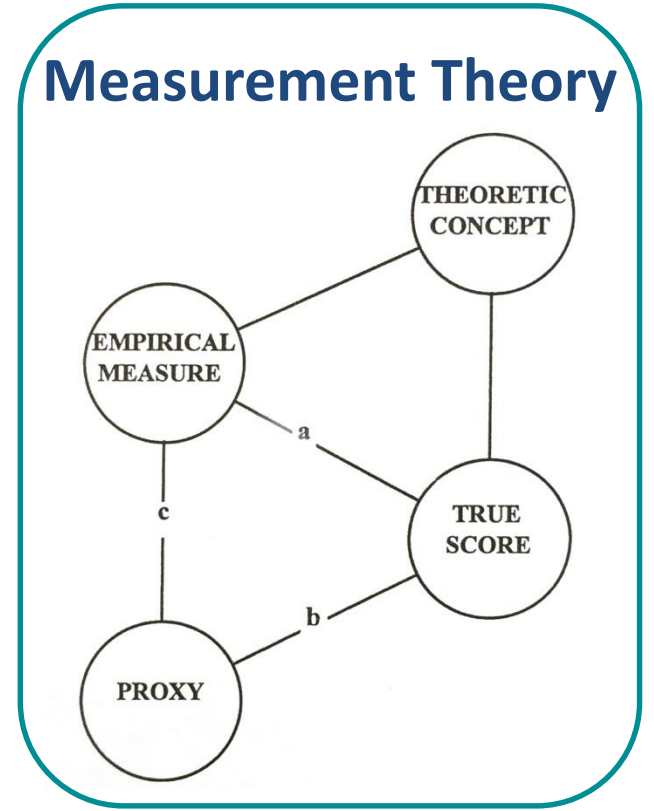 Measurement Theory
THEORETIC
CONCEPT
EMPIRICAL
MEASURE
a
c
TRUE
SCORE
b
PROXY